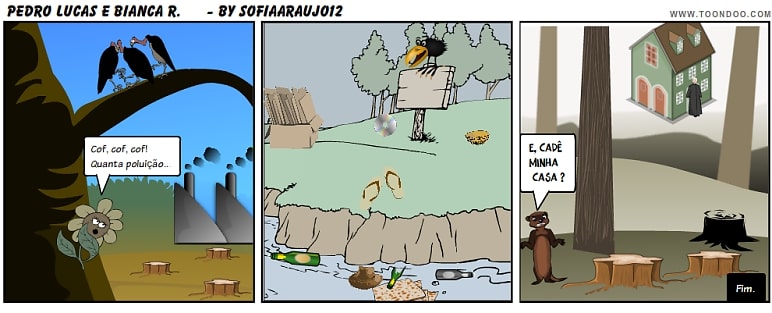 PEDRO LUCAS E BIANCA R. - BY SOFIAARAUJO12
WWW.TOONDOO.COM
Cof, cof, cof!
Quanta poluição..
E, CADÊ
MINHA
CASA ?
Fim.